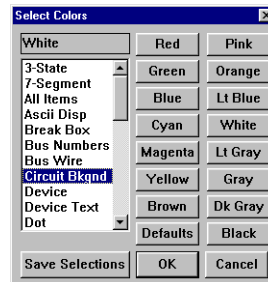 Select Colors
White
3-State
7-Segment
All Items
Ascii Disp
Break Box
Bus Numbers
Bus Wire
Circuit Bkgnd
Device
Device Text
Dot
Red
Pink
Green
Orange
Blue
Lt Blue
Cyan
White
Magenta
Lt Gray
Yellow
Gray
Brown
Dk Gray
Defaults
Black
Save Selections
OK
Cancel